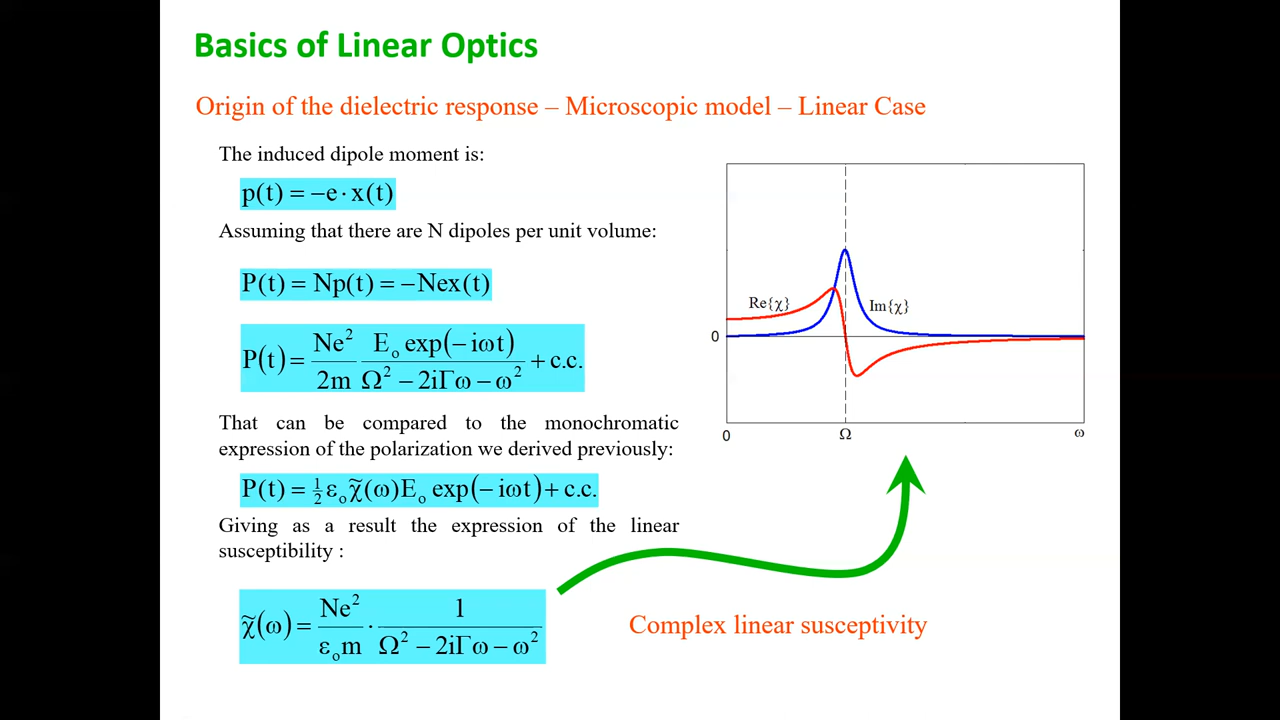 Basics of Linear Optics
Origin of the dielectric response – Microscopic model – Linear Case
The induced dipole moment is:
p(t) = −e · x(t)
Assuming that there are N dipoles per unit volume:
P(t) = Np(t) = −Nex(t)
P(t) = Ne²/2m E₀ exp(−iωt)/Ω² − 2iΓω − ω² + c.c.
That can be compared to the monochromatic
expression of the polarization we derived previously:
P(t) = ½ ε₀ χ̃(ω) E₀ exp(−iωt) + c.c.
Giving as a result the expression of the linear
susceptibility :
χ̃(ω) = Ne²/ε₀m · 1/Ω² − 2iΓω − ω²
Re{χ}
Im{χ}
0
0
Ω
ω
Complex linear susceptivity